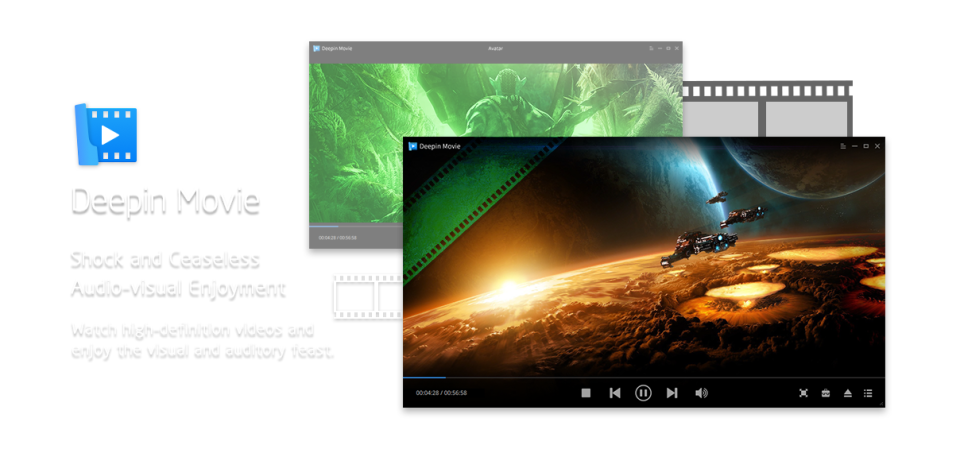 Deepin Movie
Shock and Ceaseless
Audio-visual Enjoyment
Watch high-definition videos and
enjoy the visual and auditory feast.
Deepin Movie
Avatar
00:04:28 / 00:56:58
Deepin Movie
00:04:28 / 00:56:58